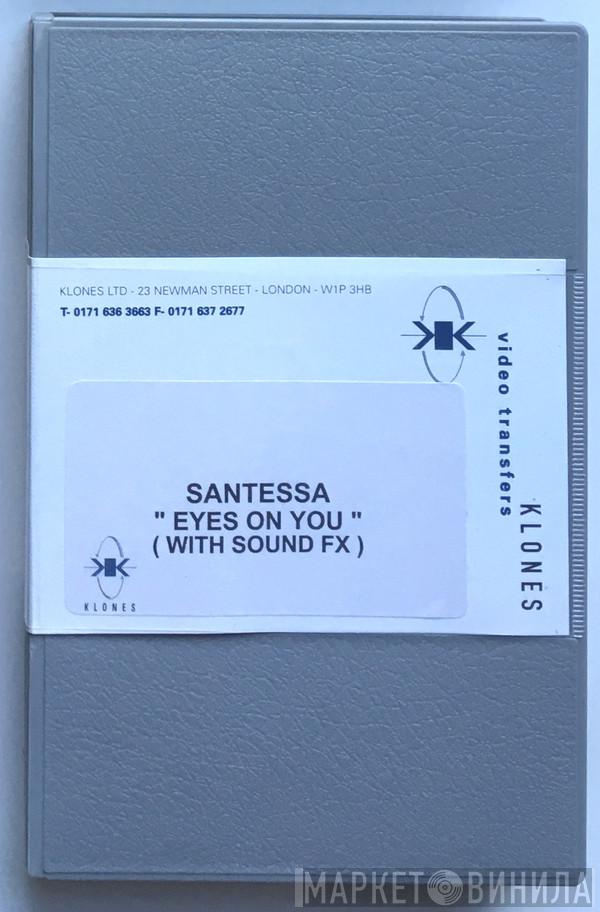 KLONES LTD - 23 NEWMAN STREET - LONDON - W1P 3HB
T- 0171 636 3663 F- 0171 637 2677
video transfers
KLONES
SANTESSA
" EYES ON YOU "
( WITH SOUND FX )
KLONES
МАРКЕТ ВИНИЛА